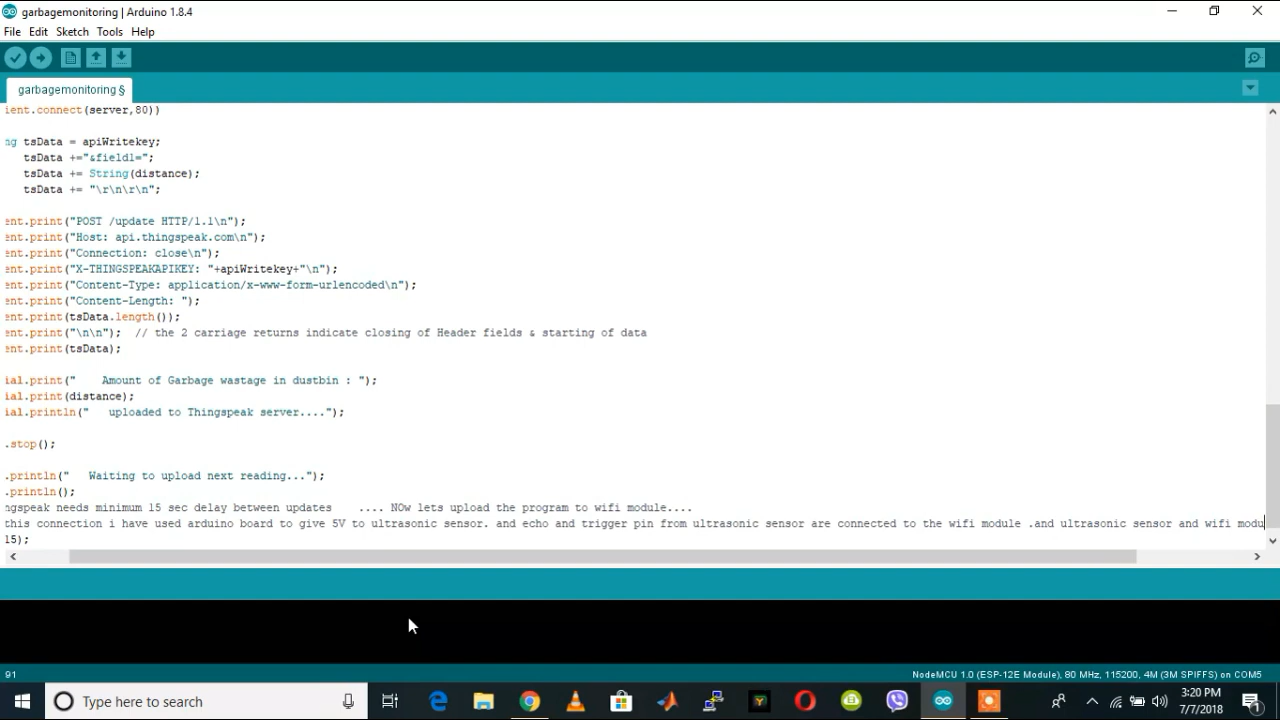 garbagemonitoring | Arduino 1.8.4
File Edit Sketch Tools Help
garbagemonitoring §
ient.connect(server,80))
ng tsData = apiWritekey;
tsData +="&field1=";
tsData += String(distance);
tsData += "\r\n\r\n";
ent.print("POST /update HTTP/1.1\n");
ent.print("Host: api.thingspeak.com\n");
ent.print("Connection: close\n");
ent.print("X-THINGSPEAKAPIKEY: "+apiWritekey+"\n");
ent.print("Content-Type: application/x-www-form-urlencoded\n");
ent.print("Content-Length: ");
ent.print(tsData.length());
ent.print("\n\n");  // the 2 carriage returns indicate closing of Header fields & starting of data
ent.print(tsData);
ial.print("    Amount of Garbage wastage in dustbin : ");
ial.print(distance);
ial.println("   uploaded to Thingspeak server....");
.stop();
.println("   Waiting to upload next reading...");
.println();
ngspeak needs minimum 15 sec delay between updates    .... NOw lets upload the program to wifi module....
this connection i have used arduino board to give 5V to ultrasonic sensor. and echo and trigger pin from ultrasonic sensor are connected to the wifi module .and ultrasonic sensor and wifi modu
15);
91
NodeMCU 1.0 (ESP-12E Module), 80 MHz, 115200, 4M (3M SPIFFS) on COM5
Type here to search
3:20 PM
7/7/2018
1